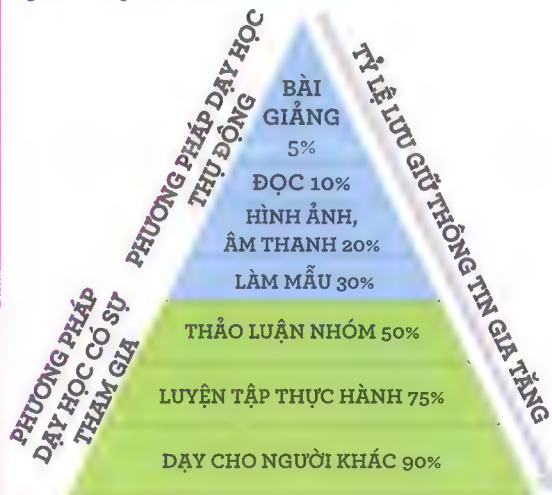 PHƯƠNG PHÁP DẠY HỌC
THỤ ĐỘNG
TỶ LỆ LƯU GIỮ THÔNG TIN GIA TĂNG
BÀI
GIẢNG
5%
ĐỌC 10%
HÌNH ẢNH,
ÂM THANH 20%
LÀM MẪU 30%
PHƯƠNG PHÁP
DẠY HỌC CÓ SỰ
THAM GIA
THẢO LUẬN NHÓM 50%
LUYỆN TẬP THỰC HÀNH 75%
DẠY CHO NGƯỜI KHÁC 90%